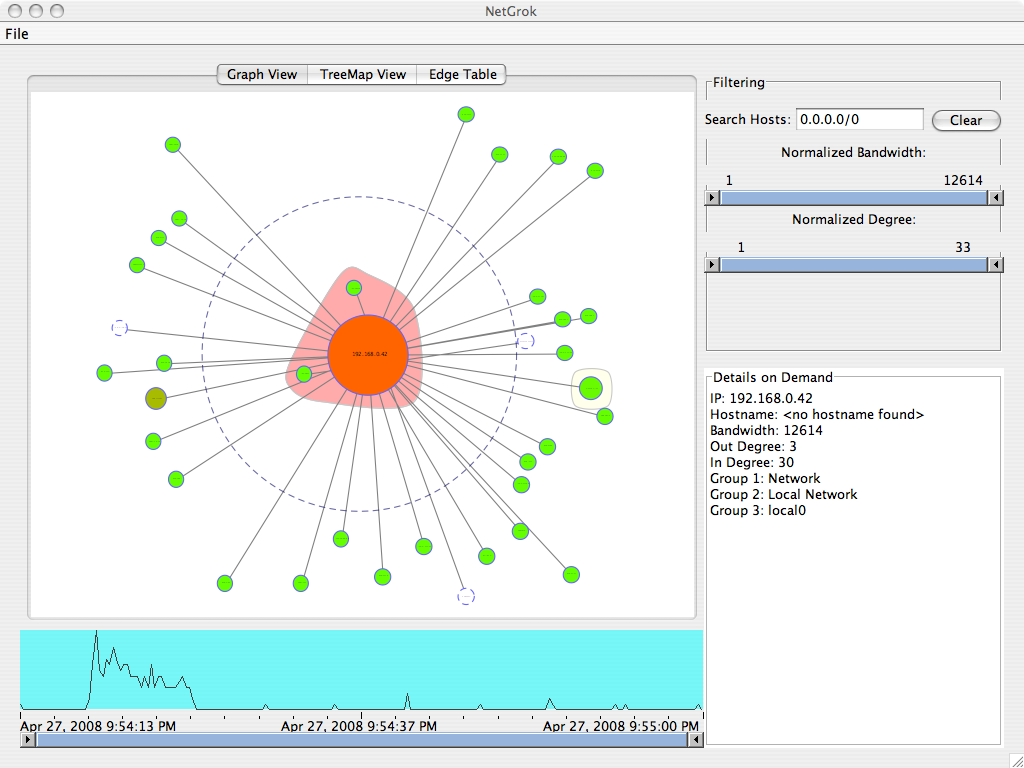 NetGrok
File
Graph View TreeMap View Edge Table
Filtering
Search Hosts: 0.0.0.0/0 Clear
Normalized Bandwidth:
1 12614
Normalized Degree:
1 33
192.168.0.42
Details on Demand
IP: 192.168.0.42
Hostname: <no hostname found>
Bandwidth: 12614
Out Degree: 3
In Degree: 30
Group 1: Network
Group 2: Local Network
Group 3: local0
Apr 27, 2008 9:54:13 PM Apr 27, 2008 9:54:37 PM Apr 27, 2008 9:55:00 PM